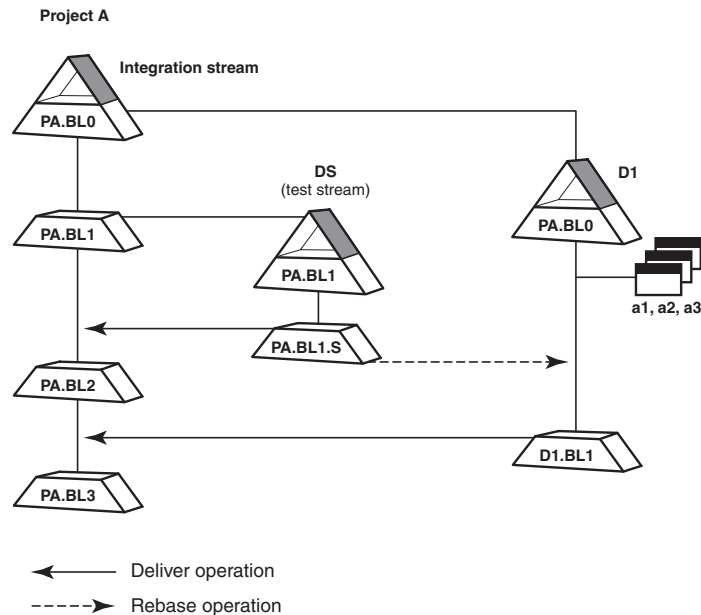 Project A
Integration stream
PA.BL0
DS
(test stream)
D1
PA.BL0
PA.BL1
PA.BL1
a1, a2, a3
PA.BL1.S
PA.BL2
D1.BL1
PA.BL3
Deliver operation
Rebase operation